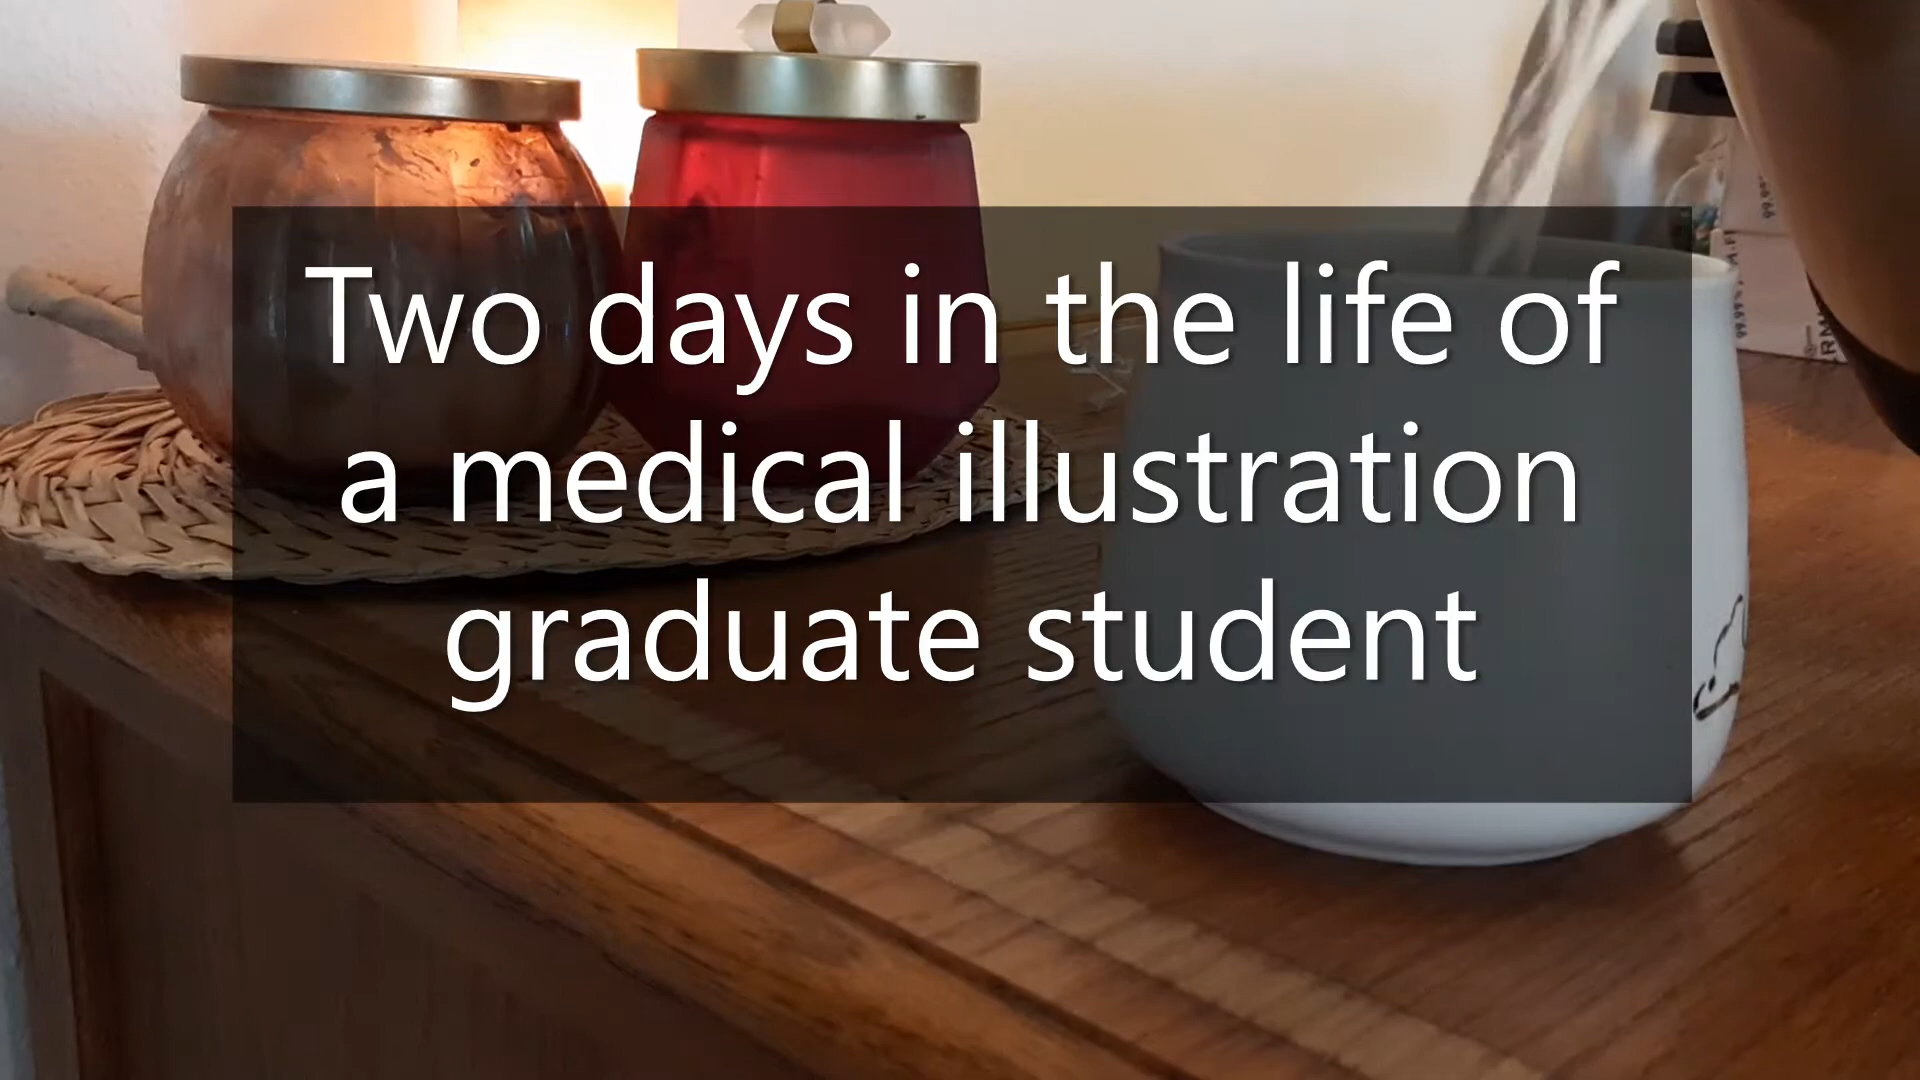 Two days in the life of
a medical illustration
graduate student